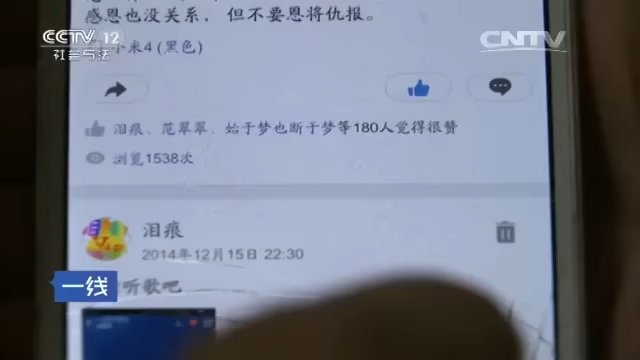 感恩也没关系，但不要恩将仇报。
CCTV 12
社会与法
CNTV
小米4 (黑色)
泪痕、范翠翠、始于梦也断于梦等180人觉得很赞
浏览1538次
泪痕
2014年12月15日 22:30
一线
听歌吧